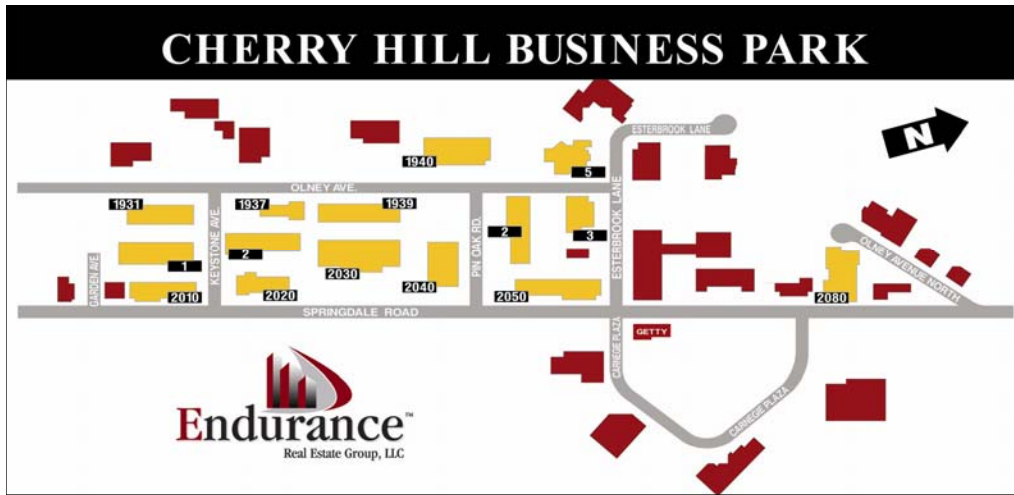 CHERRY HILL BUSINESS PARK
ESTERBROOK LANE
N
1940
5
OLNEY AVE.
1931
1937
1939
KEYSTONE AVE.
PIN OAK RD.
ESTERBROOK LANE
2
3
2
1
2030
OLNEY AVENUE NORTH
GARDEN AVE.
2010
2020
2040
2050
2080
SPRINGDALE ROAD
CARNEGIE PLAZA
GETTY
CARNEGIE PLAZA
Endurance™
Real Estate Group, LLC